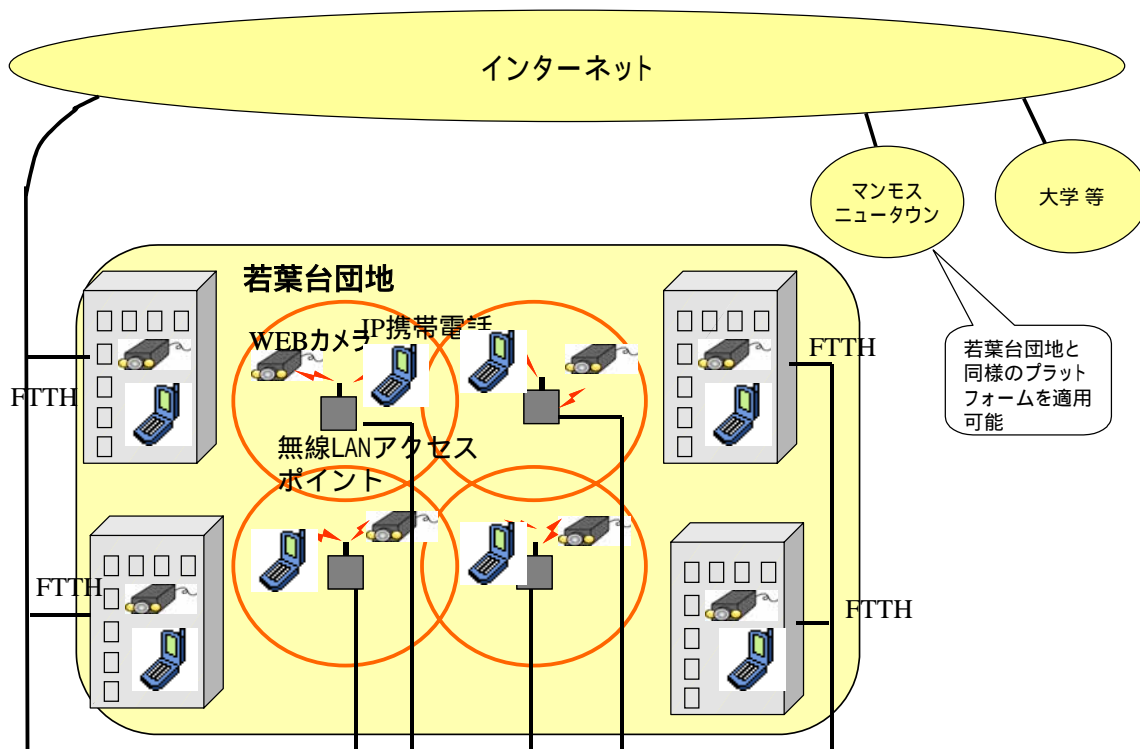 インターネット
マンモス
ニュータウン
大学 等
若葉台団地
WEBカメラ
IP携帯電話
FTTH
FTTH
若葉台団地と
同様のプラット
フォームを適用
可能
無線LANアクセス
ポイント
FTTH
FTTH